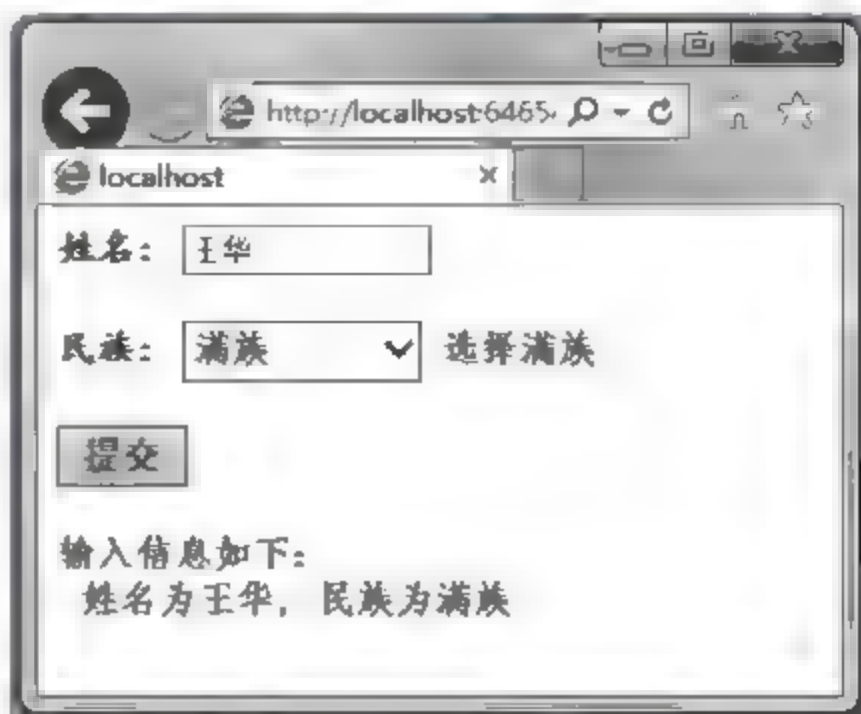 http://localhost:6465
localhost
姓名： 王华
民族： 满族 选择满族
提交
输入信息如下：
姓名为王华，民族为满族